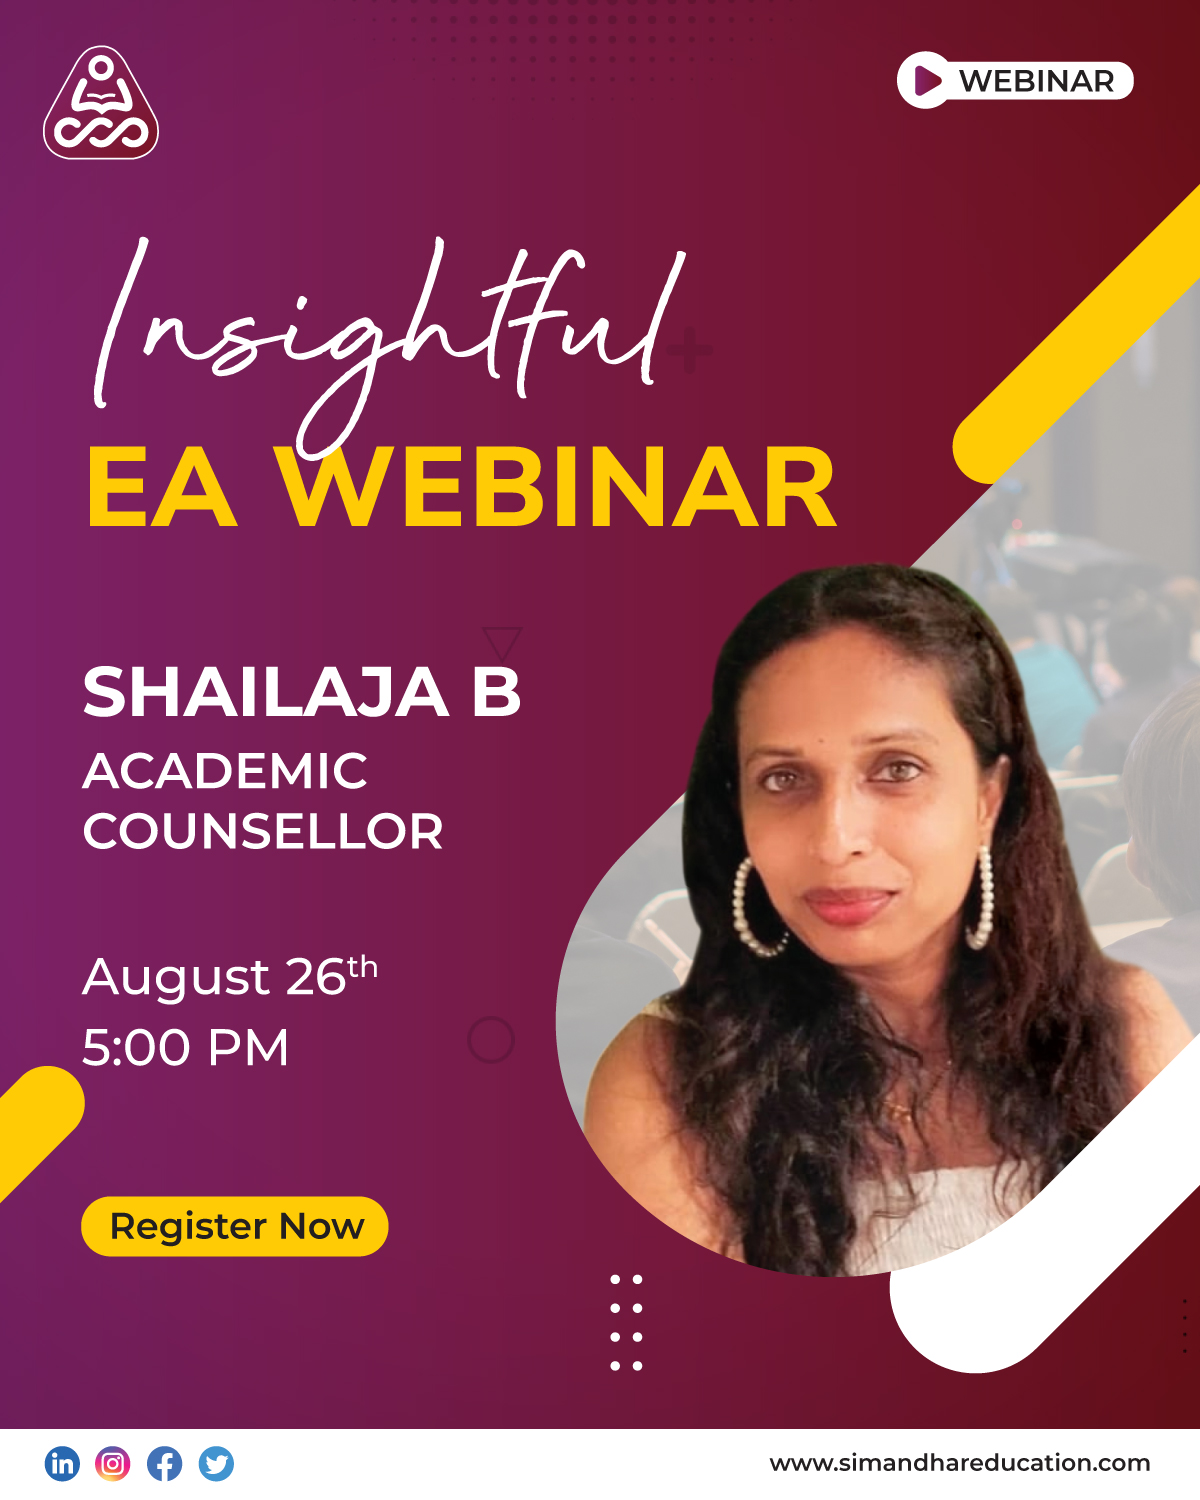 WEBINAR
Insightful
EA WEBINAR
SHAILAJA B
ACADEMIC
COUNSELLOR
August 26th
5:00 PM
Register Now
www.simandhareducation.com